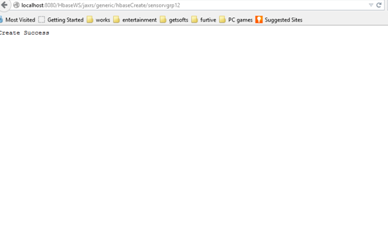 localhost:8080/HbaseWS/jaxrs/generic/hbaseCreate/sensorvgrp12
Most Visited Getting Started works entertainment getsofts furtive PC games Suggested Sites
Create Success